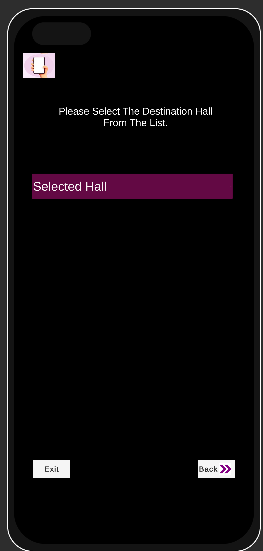 Please Select The Destination Hall
From The List.
Selected Hall
Exit
Back